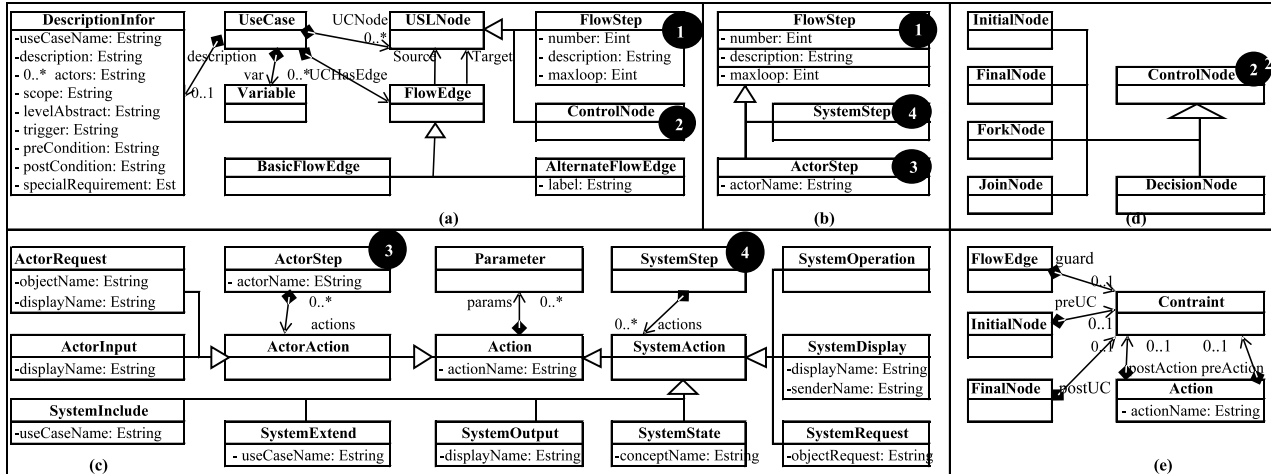 DescriptionInfor
-useCaseName: Estring
-description: Estring
- 0..* actors: Estring
- scope: Estring
- levelAbstract: Estring
- trigger: Estring
- preCondition: Estring
- postCondition: Estring
- specialRequirement: Est
UseCase
UCNode
0..*
USLNode
description
0..1
var
0..*
UCHasEdge
Source
Target
Variable
FlowEdge
FlowStep
- number: Eint
- description: Estring
- maxloop: Eint
1
ControlNode
2
BasicFlowEdge
AlternateFlowEdge
- label: Estring
(a)
FlowStep
- number: Eint
- description: Estring
- maxloop: Eint
1
SystemStep
4
ActorStep
- actorName: Estring
3
(b)
InitialNode
FinalNode
ForkNode
JoinNode
ControlNode
2
2
DecisionNode
(d)
ActorRequest
-objectName: Estring
-displayName: Estring
ActorStep
- actorName: EString
3
0..*
actions
Parameter
params
0..*
SystemStep
4
0..*
actions
SystemOperation
ActorInput
-displayName: Estring
ActorAction
Action
- actionName: Estring
SystemAction
SystemDisplay
-displayName: Estring
-senderName: Estring
SystemInclude
-useCaseName: Estring
SystemExtend
- useCaseName: Estring
SystemOutput
-displayName: Estring
SystemState
-conceptName: Estring
SystemRequest
-objectRequest: Estring
(c)
FlowEdge
guard
0..1
preUC
Contraint
InitialNode
0..1
0..1
0..1
0..1
postAction
preAction
FinalNode
postUC
Action
- actionName: Estring
(e)